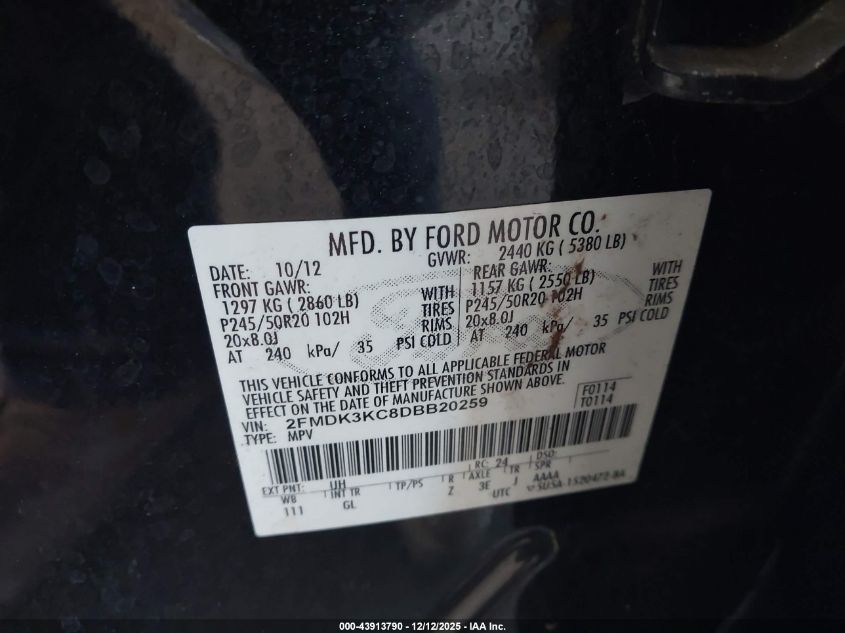 MFD. BY FORD MOTOR CO.
DATE: 10/12 GVWR: 2440 KG ( 5380 LB)
FRONT GAWR: REAR GAWR:
1297 KG ( 2860 LB) WITH 1157 KG ( 2550 LB) WITH
P245/50R20 102H TIRES P245/50R20 102H TIRES
20x8.0J RIMS 20x8.0J RIMS
AT 240 kPa/ 35 PSI COLD AT 240 kPa/ 35 PSI COLD
THIS VEHICLE CONFORMS TO ALL APPLICABLE FEDERAL MOTOR
VEHICLE SAFETY AND THEFT PREVENTION STANDARDS IN
EFFECT ON THE DATE OF MANUFACTURE SHOWN ABOVE.
VIN: 2FMDK3KC8DBB20259 F0114
TYPE: MPV T0114
EXT PNT: UH RC: 24 DSO:
WB INT TR TP/PS R AXLE TR SPR
111 GL Z 3E J AAAA
UTC
000-43913790 - 12/12/2025 - IAA Inc.